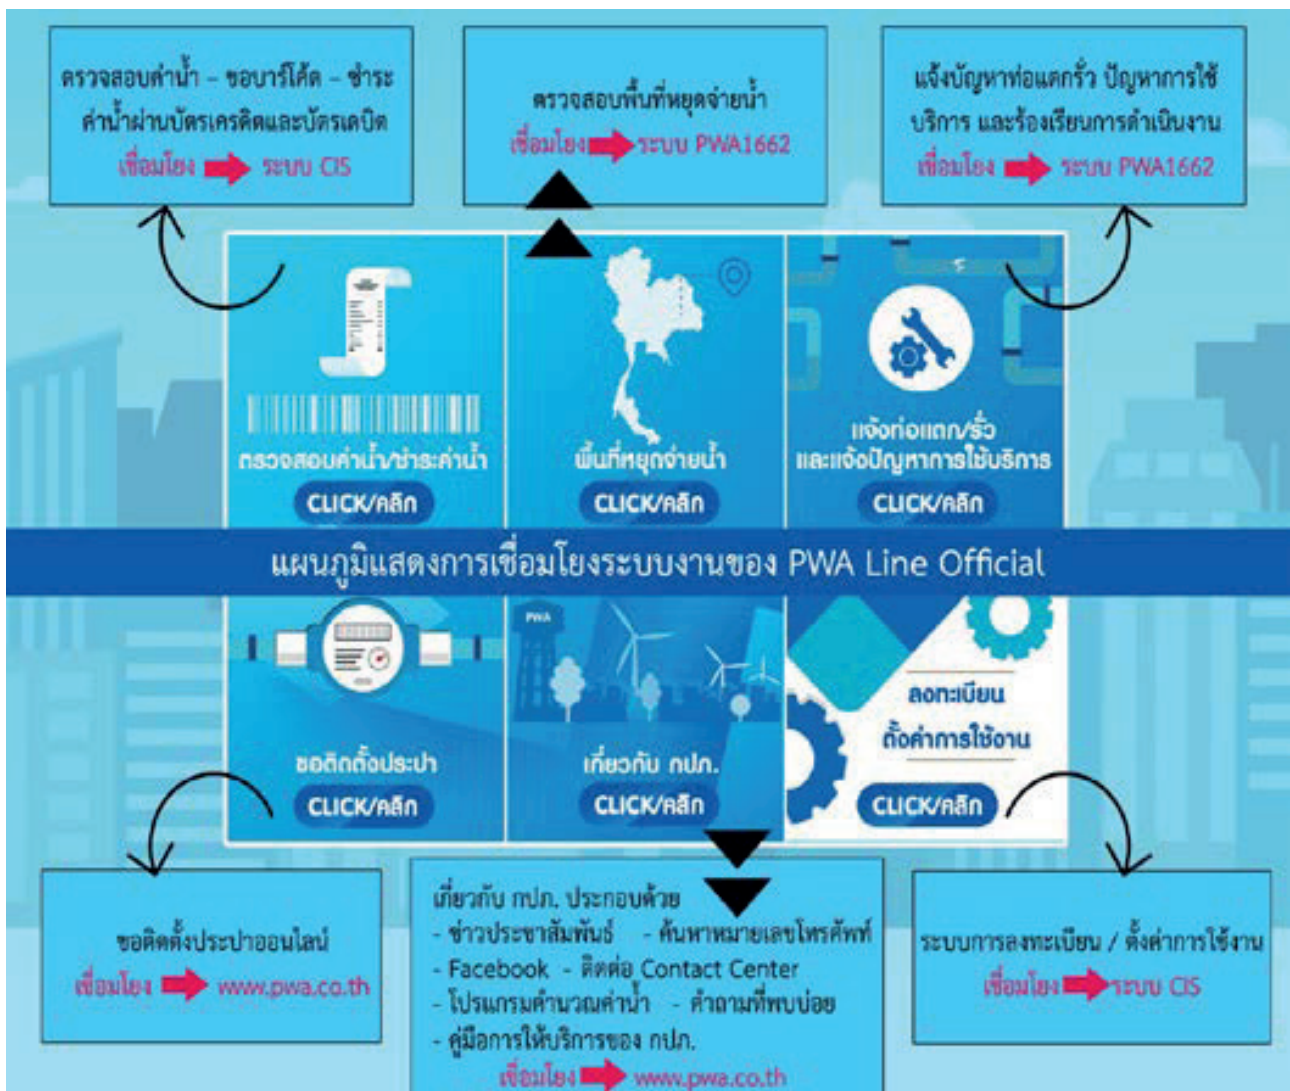 ตรวจสอบค่าน้ำ – ขอบาร์โค้ด – ชำระ
ค่าน้ำผ่านบัตรเครดิตและบัตรเดบิต
เชื่อมโยง ระบบ CIS
ตรวจสอบพื้นที่หยุดจ่ายน้ำ
เชื่อมโยง ระบบ PWA1662
แจ้งปัญหาท่อแตกรั่ว ปัญหาการใช้
บริการ และร้องเรียนการดำเนินงาน
เชื่อมโยง ระบบ PWA1662
ตรวจสอบค่าน้ำ/ชำระค่าน้ำ
CLICK/คลิก
พื้นที่หยุดจ่ายน้ำ
CLICK/คลิก
แจ้งท่อแตก/รั่ว
และแจ้งปัญหาการใช้บริการ
CLICK/คลิก
แผนภูมิแสดงการเชื่อมโยงระบบงานของ PWA Line Official
ขอติดตั้งประปา
CLICK/คลิก
PWA
เกี่ยวกับ กปภ.
CLICK/คลิก
ลงทะเบียน
ตั้งค่าการใช้งาน
CLICK/คลิก
ขอติดตั้งประปาออนไลน์
เชื่อมโยง www.pwa.co.th
เกี่ยวกับ กปภ. ประกอบด้วย
- ข่าวประชาสัมพันธ์ - ค้นหาหมายเลขโทรศัพท์
- Facebook - ติดต่อ Contact Center
- โปรแกรมคำนวณค่าน้ำ - คำถามที่พบบ่อย
- คู่มือการให้บริการของ กปภ.
เชื่อมโยง www.pwa.co.th
ระบบการลงทะเบียน / ตั้งค่าการใช้งาน
เชื่อมโยง ระบบ CIS